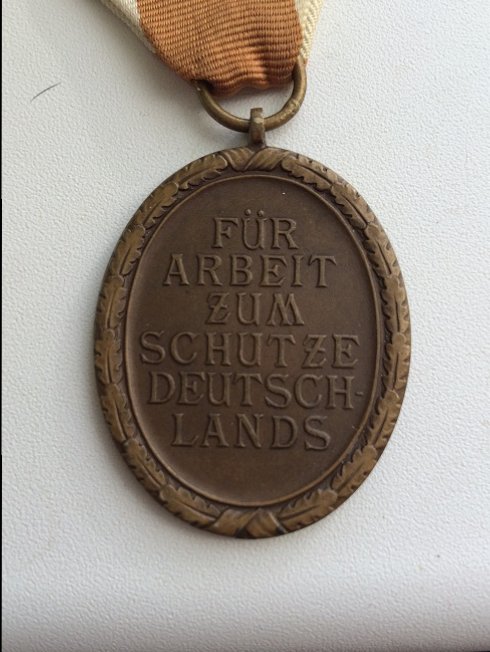 FÜR
ARBEIT
ZUM
SCHUTZE
DEUTSCH-
LANDS